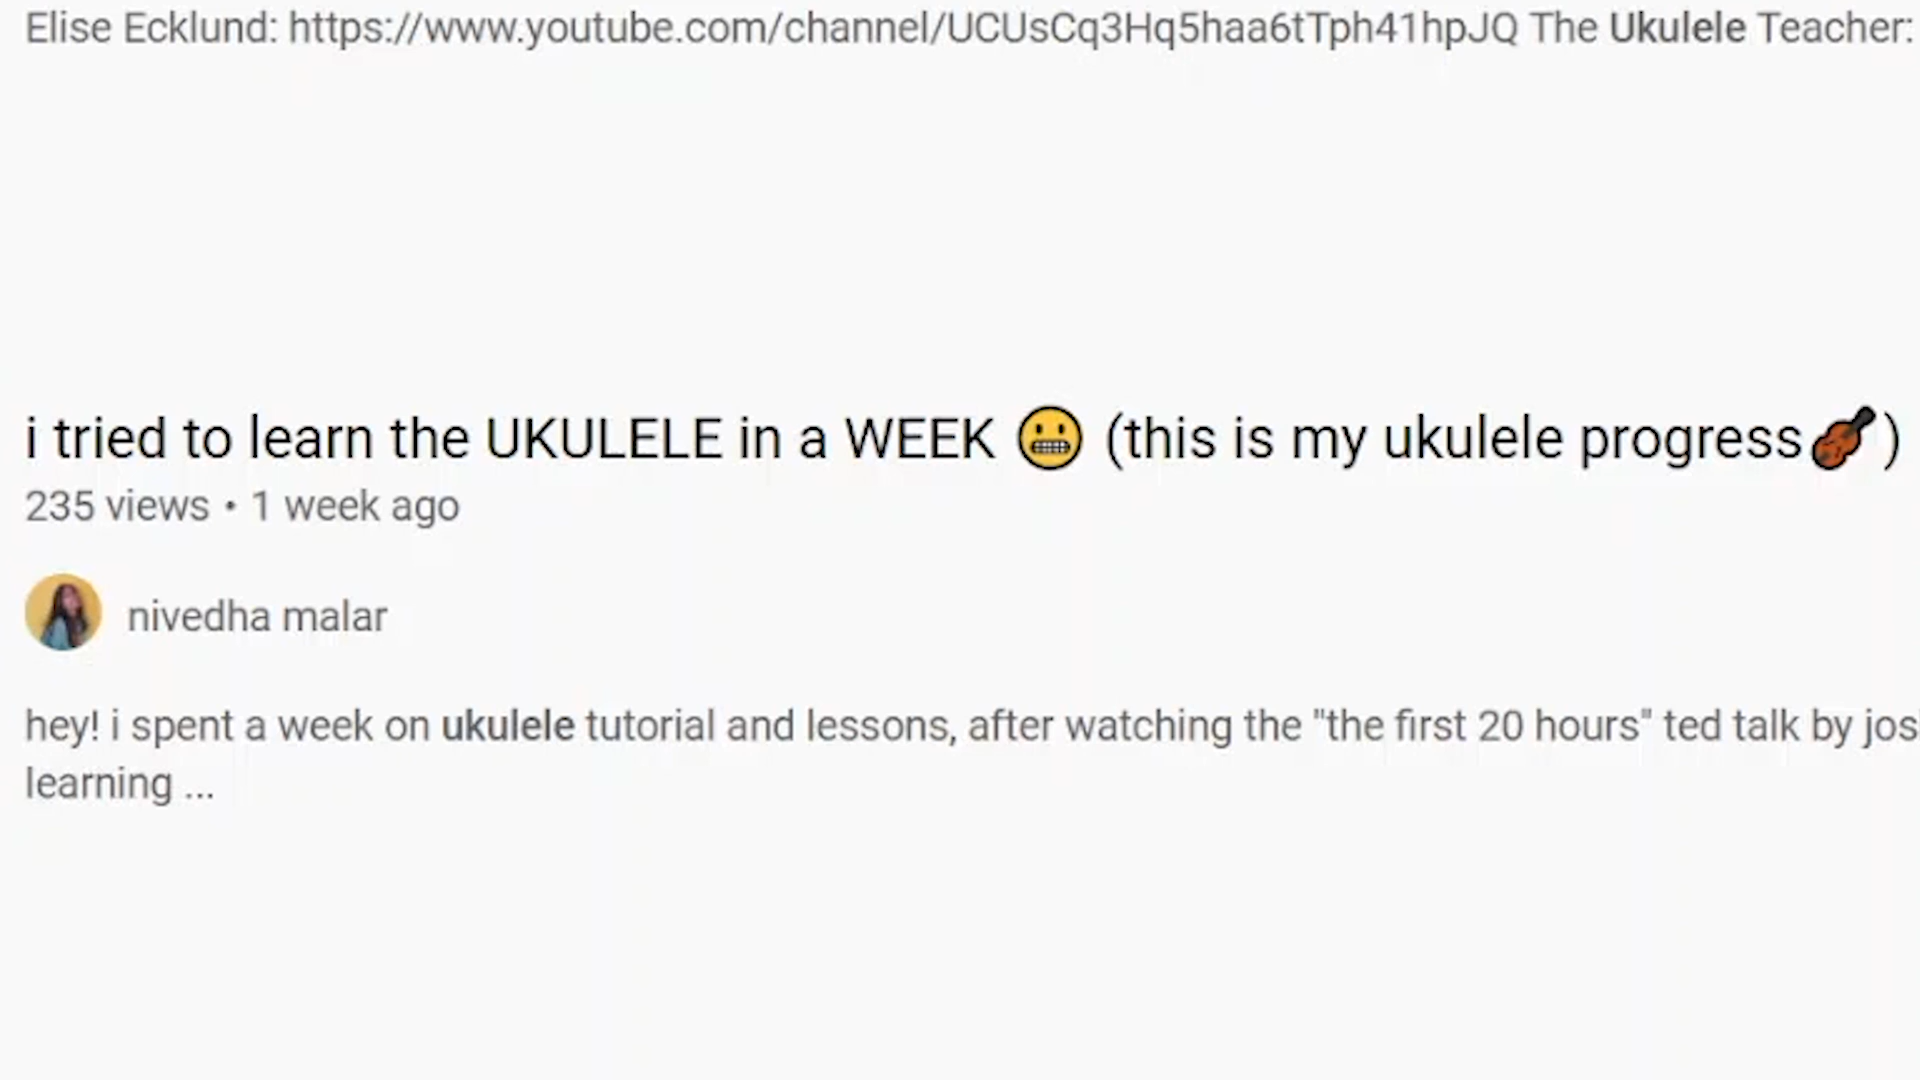 Elise Ecklund: https://www.youtube.com/channel/UCUsCq3Hq5haa6tTph41hpJQ The Ukulele Teacher:
i tried to learn the UKULELE in a WEEK 😬 (this is my ukulele progress🎻)
235 views • 1 week ago
nivedha malar
hey! i spent a week on ukulele tutorial and lessons, after watching the "the first 20 hours" ted talk by jos
learning ...